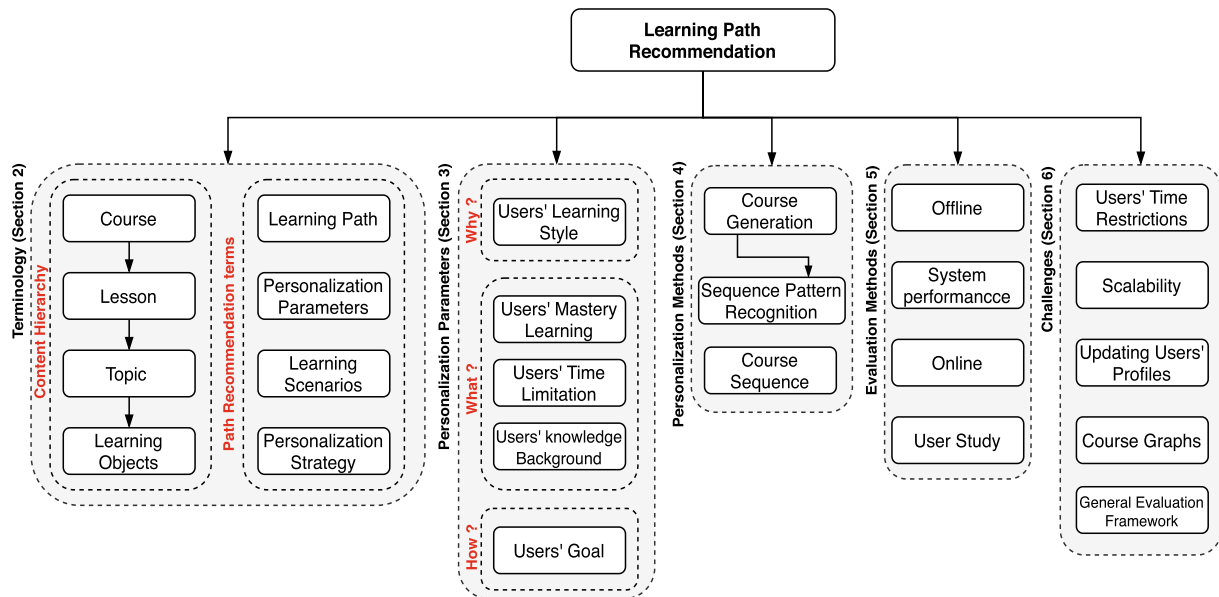 Learning Path
Recommendation
Terminology (Section 2)
Content Hierarchy
Course
Lesson
Topic
Learning
Objects
Path Recommendation terms
Learning Path
Personalization
Parameters
Learning
Scenarios
Personalization
Strategy
Personalization Parameters (Section 3)
Why ?
Users' Learning
Style
What ?
Users' Mastery
Learning
Users' Time
Limitation
Users' knowledge
Background
How ?
Users' Goal
Personalization Methods (Section 4)
Course
Generation
Sequence Pattern
Recognition
Course
Sequence
Evaluation Methods (Section 5)
Offline
System
performancce
Online
User Study
Challenges (Section 6)
Users' Time
Restrictions
Scalability
Updating Users'
Profiles
Course Graphs
General Evaluation
Framework